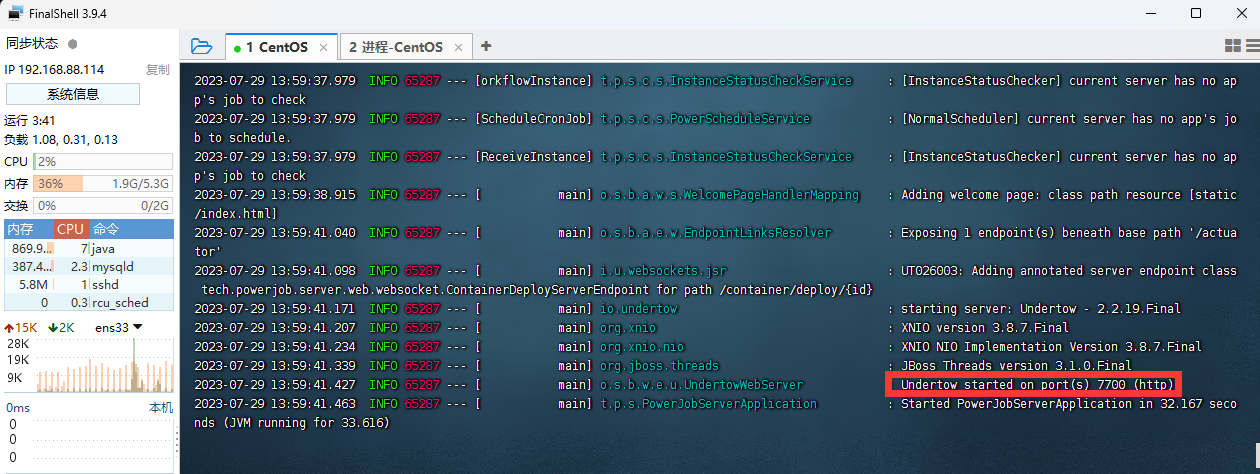 FinalShell 3.9.4
同步状态
IP 192.168.88.114 复制
系统信息
运行 3:41
负载 1.08, 0.31, 0.13
CPU 2%
内存 36% 1.9G/5.3G
交换 0% 0/2G
内存 CPU 命令
869.9... 7 java
387.4... 2.3 mysqld
5.8M 1 sshd
0 0.3 rcu_sched
15K 2K ens33
28K
19K
9K
0ms 本机
0
0
0
1 CentOS × 2 进程-CentOS × +
2023-07-29 13:59:37.979 INFO 65287 --- [orkflowInstance] t.p.s.c.s.InstanceStatusCheckService : [InstanceStatusChecker] current server has no ap
p's job to check
2023-07-29 13:59:37.979 INFO 65287 --- [ScheduleCronJob] t.p.s.c.s.PowerScheduleService : [NormalScheduler] current server has no app's jo
b to schedule.
2023-07-29 13:59:37.979 INFO 65287 --- [ReceiveInstance] t.p.s.c.s.InstanceStatusCheckService : [InstanceStatusChecker] current server has no ap
p's job to check
2023-07-29 13:59:38.915 INFO 65287 --- [ main] o.s.b.a.w.s.WelcomePageHandlerMapping : Adding welcome page: class path resource [static
/index.html]
2023-07-29 13:59:41.040 INFO 65287 --- [ main] o.s.b.a.e.w.EndpointLinksResolver : Exposing 1 endpoint(s) beneath base path '/actua
tor'
2023-07-29 13:59:41.098 INFO 65287 --- [ main] i.u.websockets.jsr : UT026003: Adding annotated server endpoint class
tech.powerjob.server.web.websocket.ContainerDeployServerEndpoint for path /container/deploy/{id}
2023-07-29 13:59:41.171 INFO 65287 --- [ main] io.undertow : starting server: Undertow - 2.2.19.Final
2023-07-29 13:59:41.207 INFO 65287 --- [ main] org.xnio : XNIO version 3.8.7.Final
2023-07-29 13:59:41.234 INFO 65287 --- [ main] org.xnio.nio : XNIO NIO Implementation Version 3.8.7.Final
2023-07-29 13:59:41.339 INFO 65287 --- [ main] org.jboss.threads : JBoss Threads version 3.1.0.Final
2023-07-29 13:59:41.427 INFO 65287 --- [ main] o.s.b.w.e.u.UndertowWebServer : Undertow started on port(s) 7700 (http)
2023-07-29 13:59:41.463 INFO 65287 --- [ main] t.p.s.PowerJobServerApplication : Started PowerJobServerApplication in 32.167 seco
nds (JVM running for 33.616)